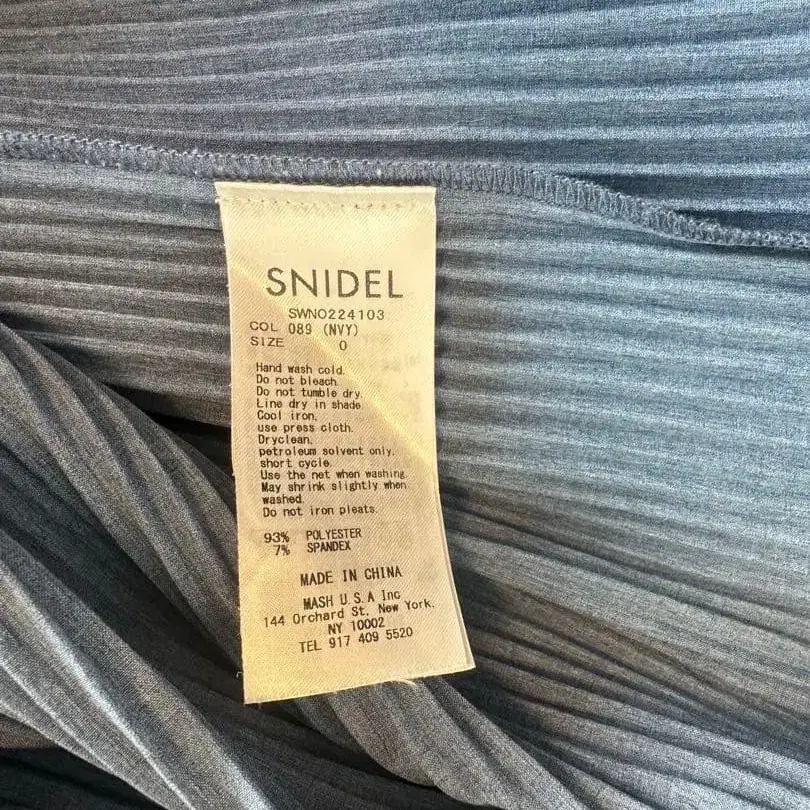 SNIDEL
SWNO224103
COL 089 (NVY)
SIZE 0
Hand wash cold.
Do not bleach.
Do not tumble dry.
Line dry in shade.
Cool iron.
use press cloth.
Dryclean.
petroleum solvent only.
short cycle.
Use the net when washing.
May shrink slightly when
washed.
Do not iron pleats.
93% POLYESTER
7% SPANDEX
MADE IN CHINA
MASH U.S.A Inc
144 Orchard St. New York.
NY 10002
TEL 917 409 5520